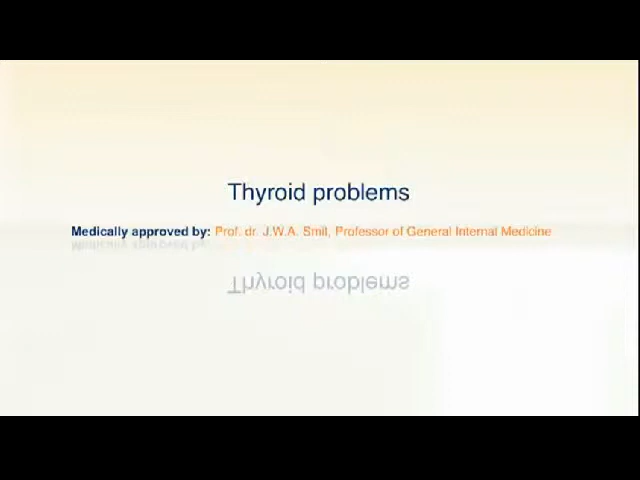 Thyroid problems
Medically approved by: Prof. dr. J.W.A. Smit, Professor of General Internal Medicine